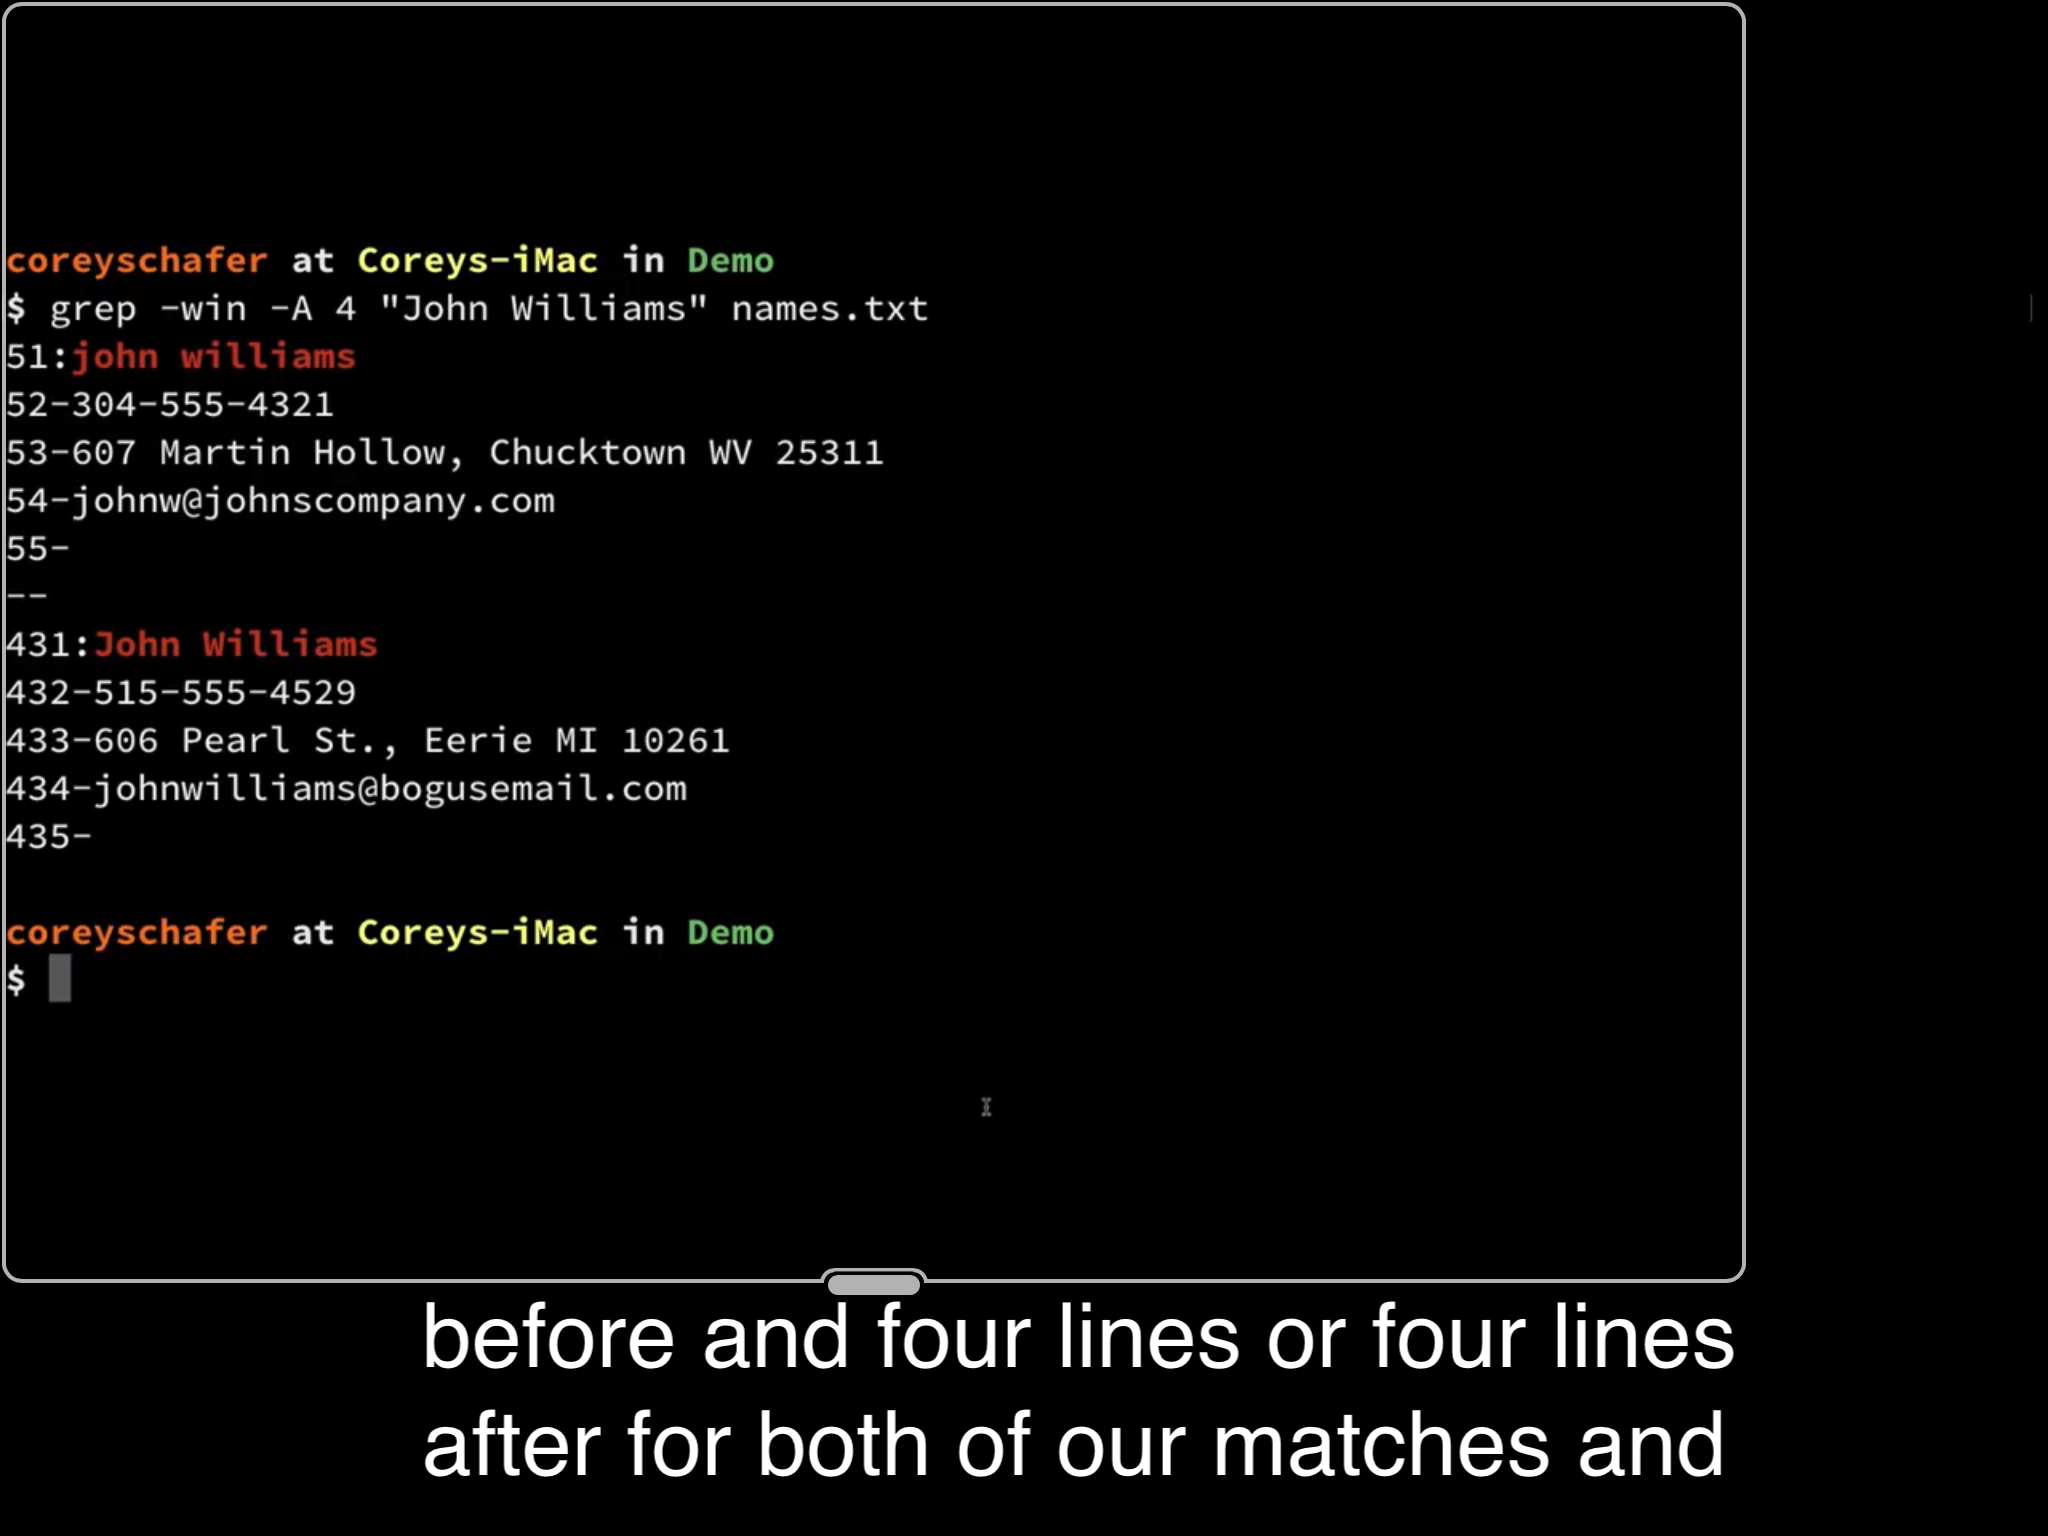 coreyschafer at Coreys-iMac in Demo
$ grep -win -A 4 "John Williams" names.txt
51:john williams
52-304-555-4321
53-607 Martin Hollow, Chucktown WV 25311
54-johnw@johnscompany.com
55-
--
431:John Williams
432-515-555-4529
433-606 Pearl St., Eerie MI 10261
434-johnwilliams@bogusemail.com
435-
coreyschafer at Coreys-iMac in Demo
$
before and four lines or four lines
after for both of our matches and